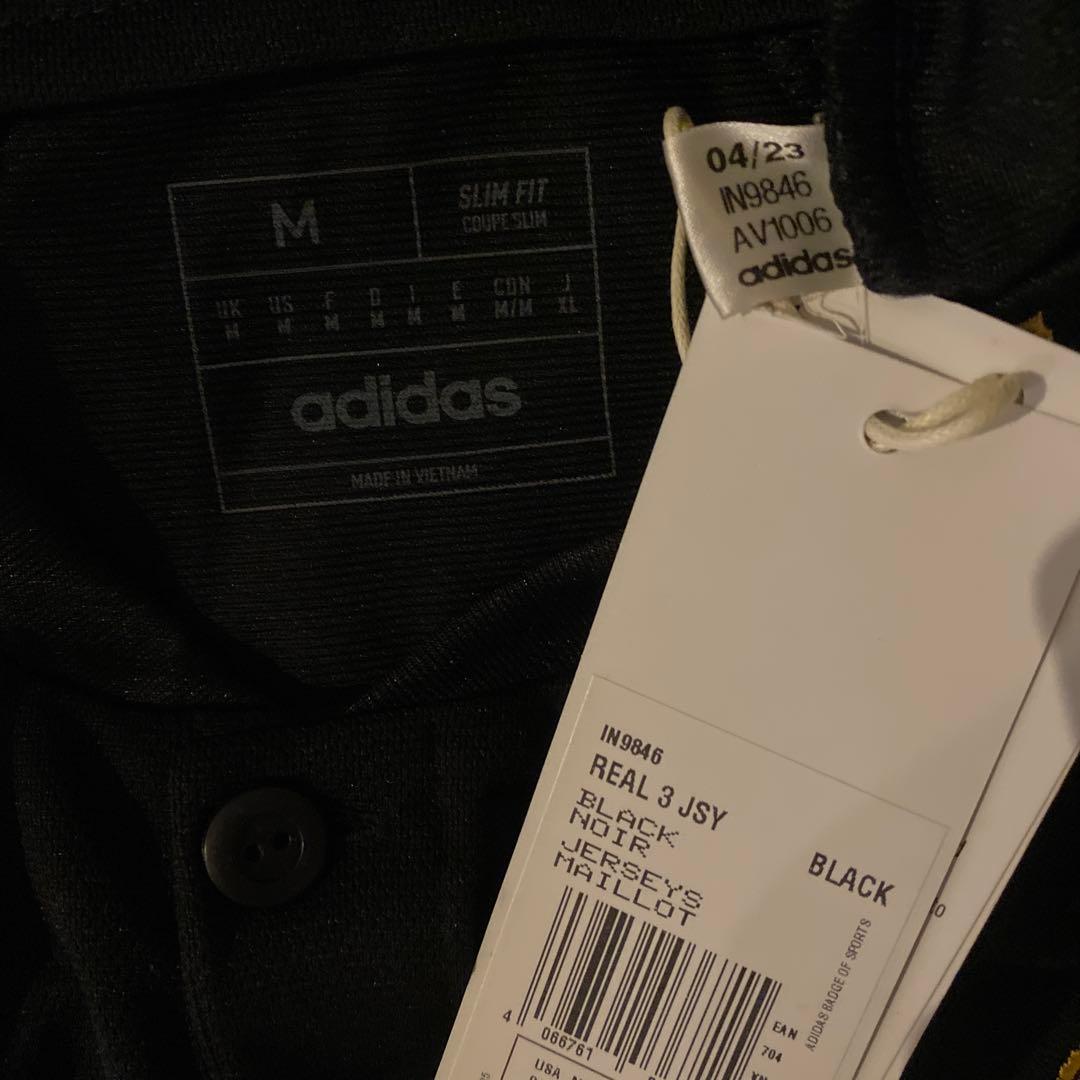 M
SLIM FIT
COUPE SLIM
UK US F D I E CDN J
M M M M M M M/M XL
adidas
MADE IN VIETNAM
04/23
IN9846
AV1006
adidas
IN9846
REAL 3 JSY
BLACK
NOIR
JERSEYS
MAILLOT
BLACK
ADIDAS BADGE OF SPORTS
EAN
4 066761
704
USA